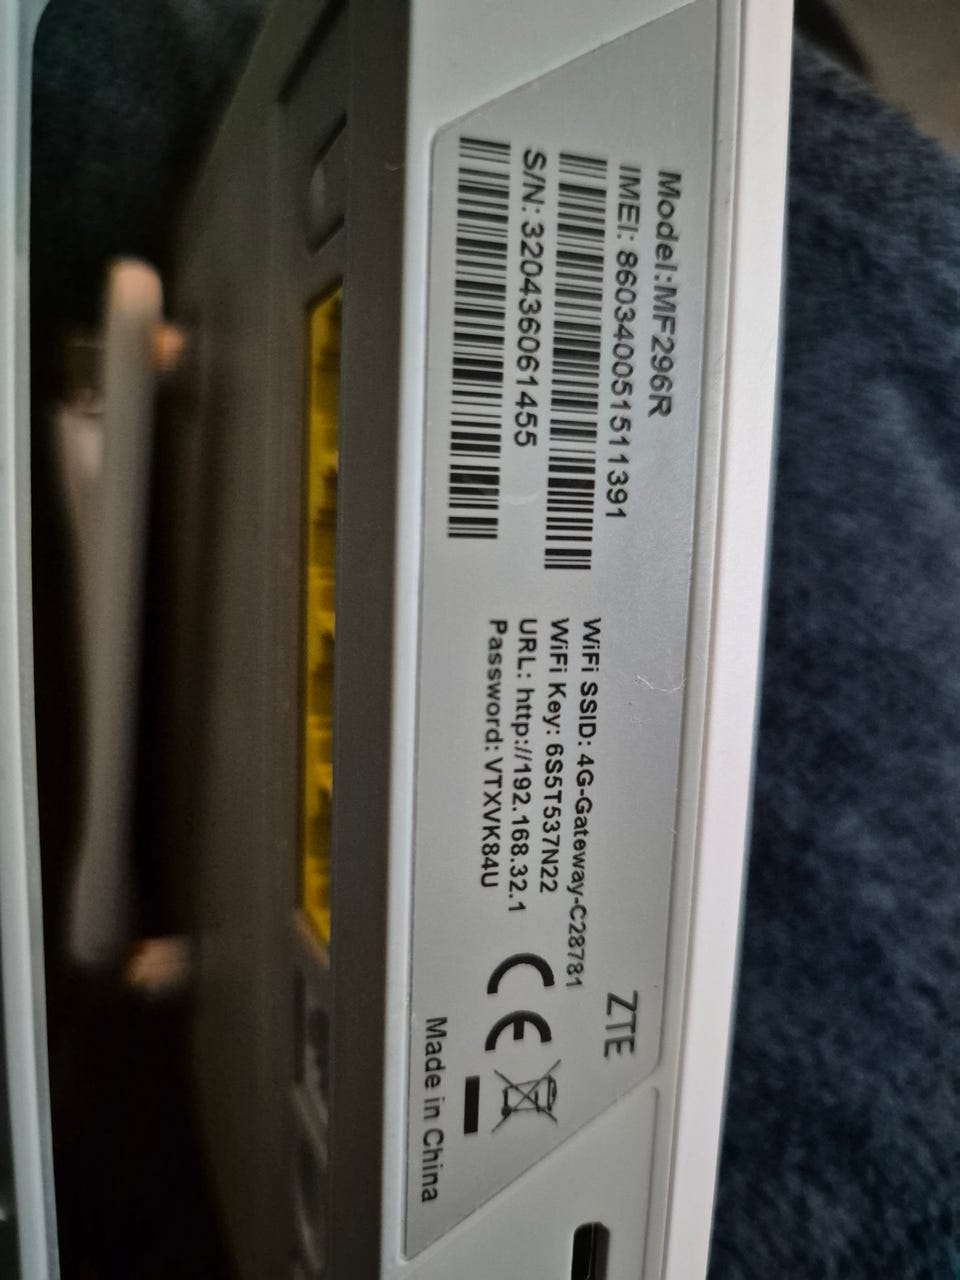 Model:MF296R
IMEI: 860340051511391
S/N: 320436061455
WiFi SSID: 4G-Gateway-C28781
WiFi Key: 6S5T537N22
URL: http://192.168.32.1
Password: VTXVK84U
ZTE
CE
Made in China